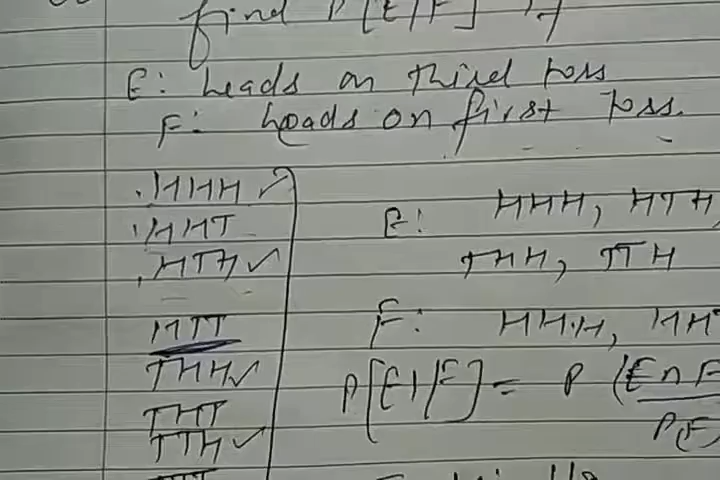 find P[E/F] if
E: heads on third toss
F: heads on first toss.
.HHH ✓
.HHT
.HTH ✓
HTT
THH ✓
THT
TTH ✓
E: HHH, HTH,
THH, TTH
F: HHH, HHT
P[E/F] = P(E∩F
P(F